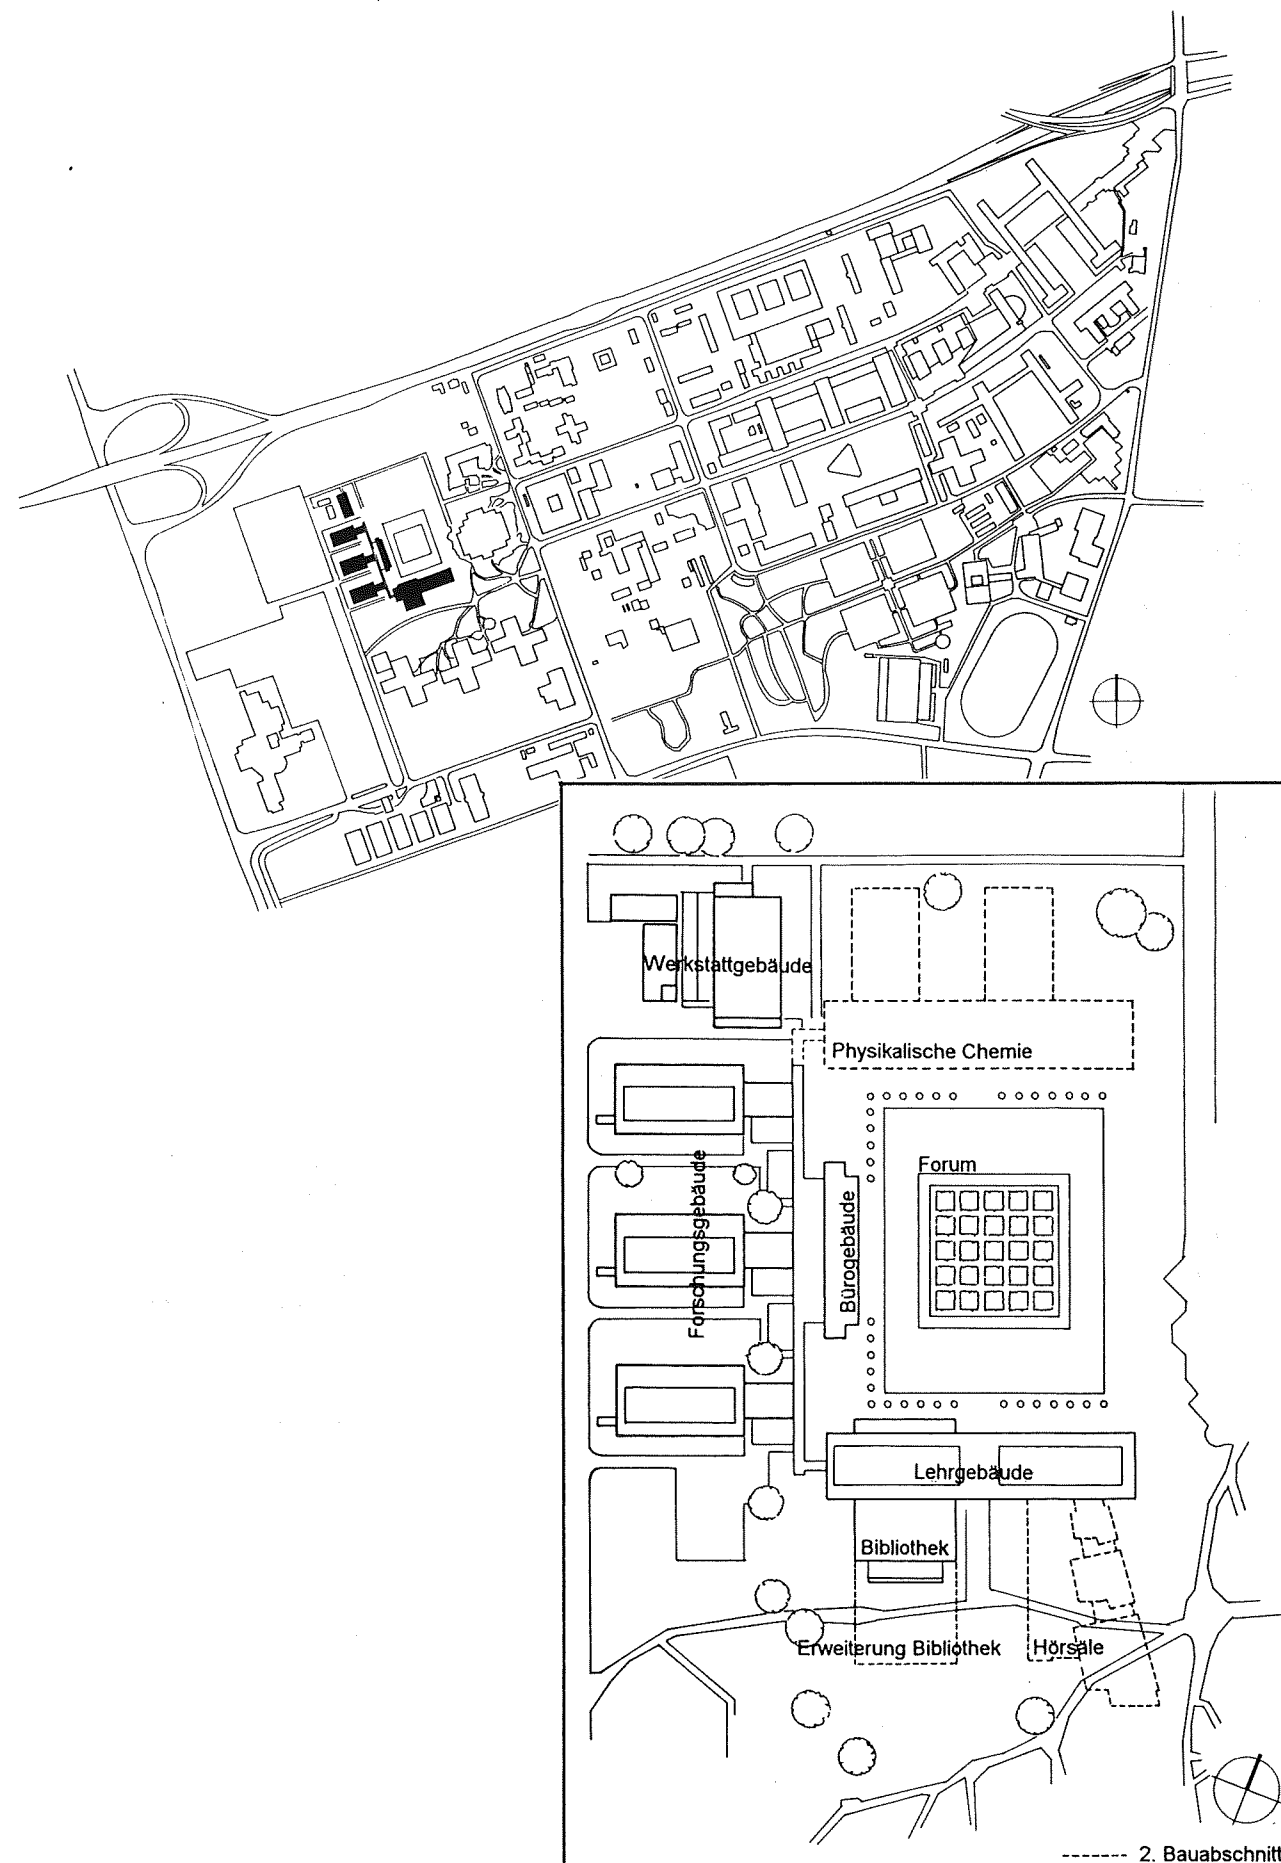 Werkstattgebäude
Physikalische Chemie
Forum
Forschungsgebäude
Bürogebäude
Lehrgebäude
Bibliothek
Erweiterung Bibliothek
Hörsäle
2. Bauabschnitt